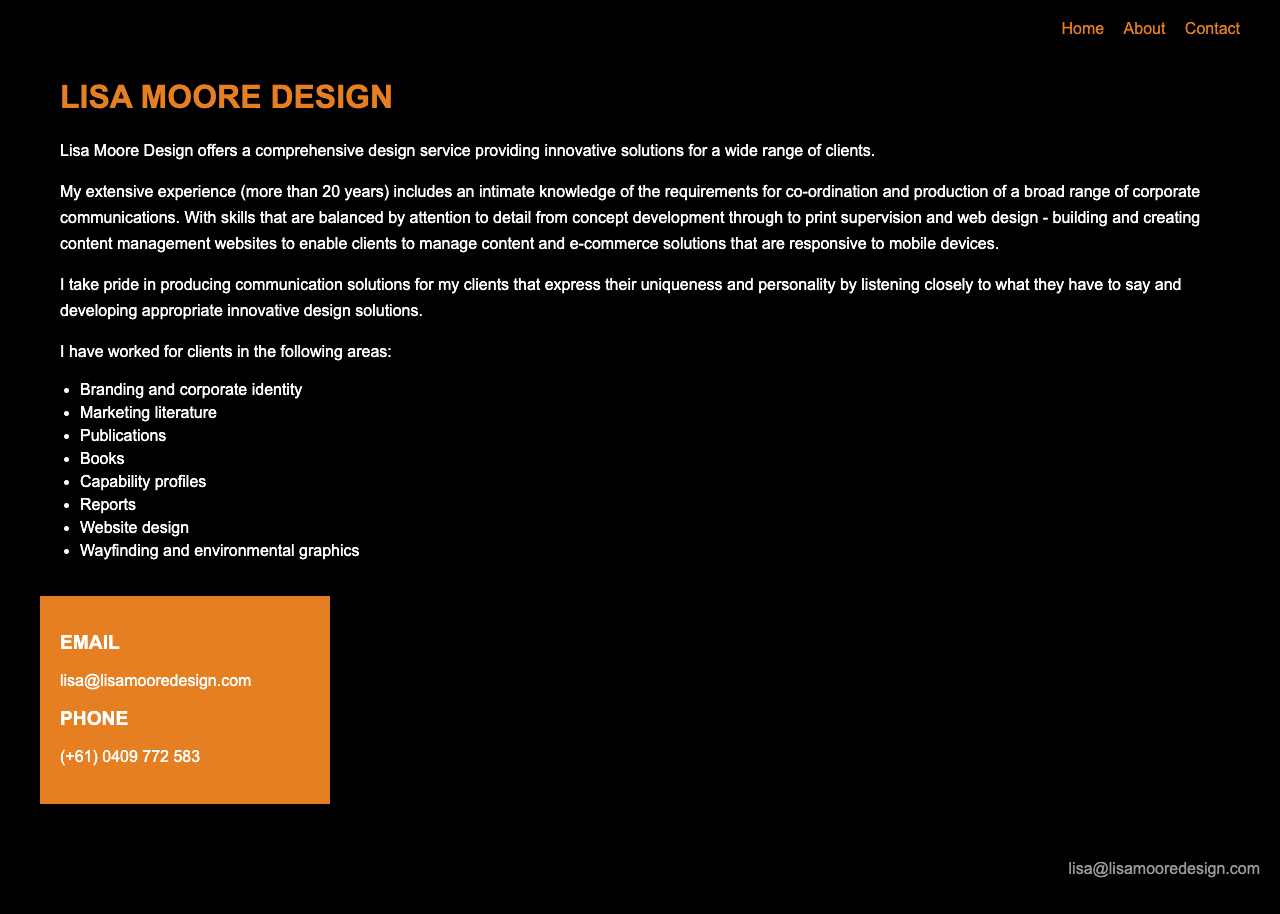 Home About Contact
LISA MOORE DESIGN
Lisa Moore Design offers a comprehensive design service providing innovative solutions for a wide range of clients.
My extensive experience (more than 20 years) includes an intimate knowledge of the requirements for co-ordination and production of a broad range of corporate
communications. With skills that are balanced by attention to detail from concept development through to print supervision and web design - building and creating
content management websites to enable clients to manage content and e-commerce solutions that are responsive to mobile devices.
I take pride in producing communication solutions for my clients that express their uniqueness and personality by listening closely to what they have to say and
developing appropriate innovative design solutions.
I have worked for clients in the following areas:
• Branding and corporate identity
• Marketing literature
• Publications
• Books
• Capability profiles
• Reports
• Website design
• Wayfinding and environmental graphics
EMAIL
lisa@lisamooredesign.com
PHONE
(+61) 0409 772 583
lisa@lisamooredesign.com